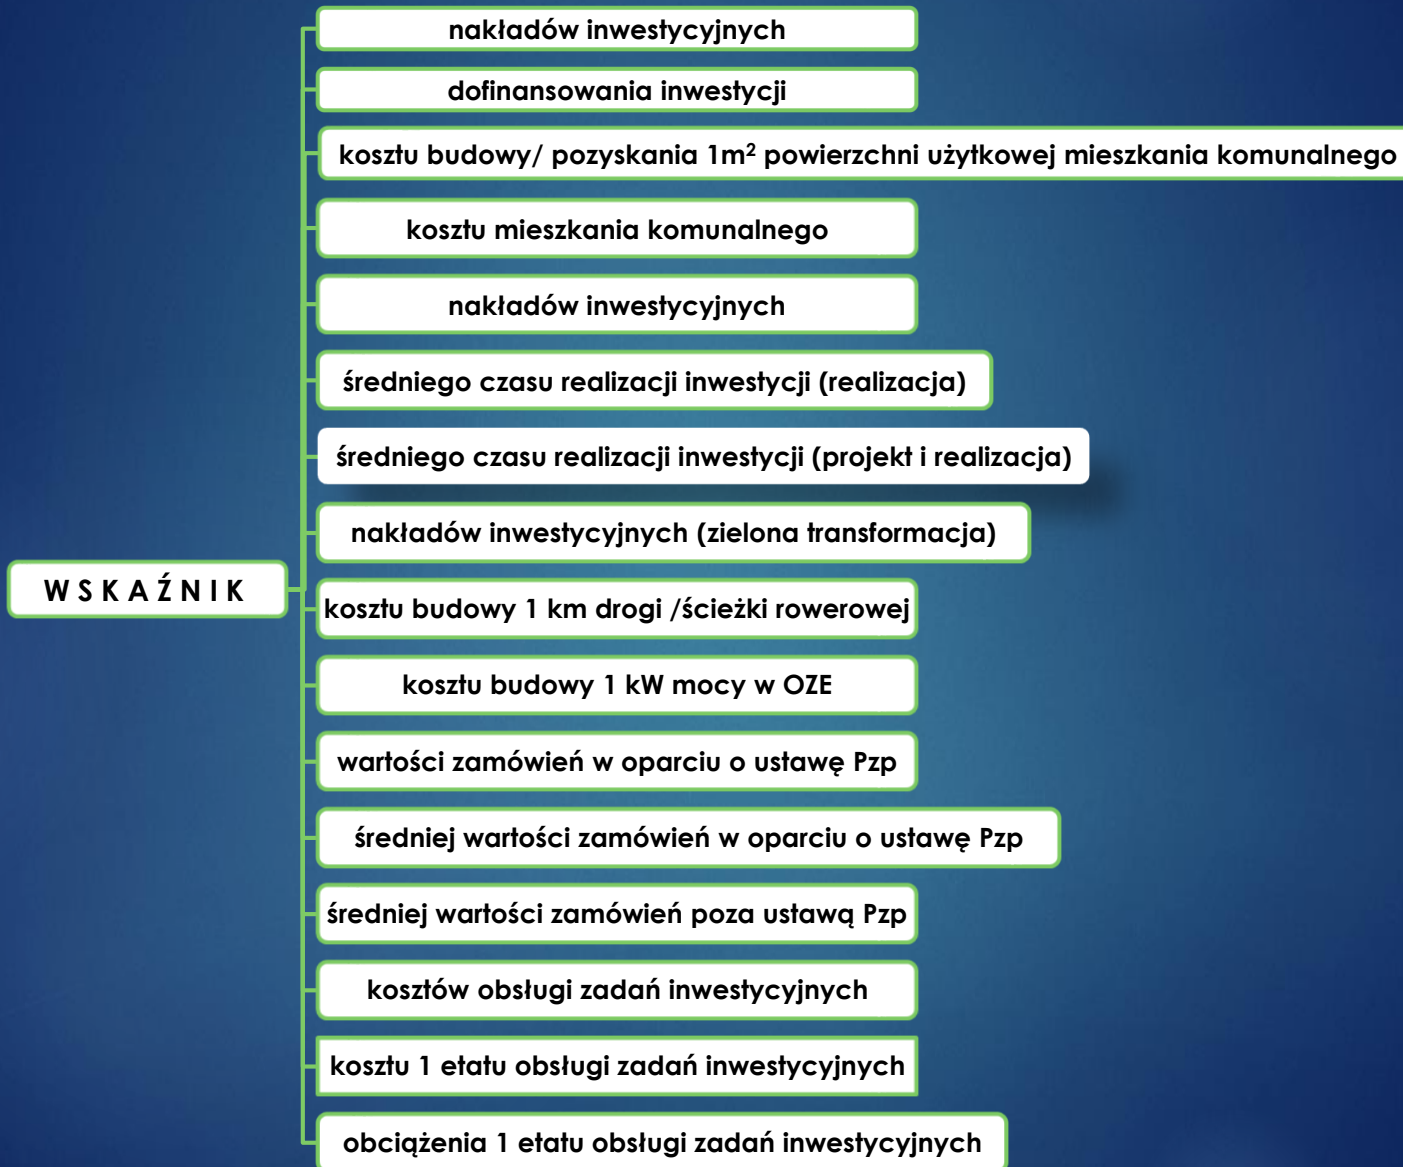 nakładów inwestycyjnych
dofinansowania inwestycji
kosztu budowy/ pozyskania 1m² powierzchni użytkowej mieszkania komunalnego
kosztu mieszkania komunalnego
nakładów inwestycyjnych
średniego czasu realizacji inwestycji (realizacja)
średniego czasu realizacji inwestycji (projekt i realizacja)
nakładów inwestycyjnych (zielona transformacja)
W S K A Ź N I K
kosztu budowy 1 km drogi /ścieżki rowerowej
kosztu budowy 1 kW mocy w OZE
wartości zamówień w oparciu o ustawę Pzp
średniej wartości zamówień w oparciu o ustawę Pzp
średniej wartości zamówień poza ustawą Pzp
kosztów obsługi zadań inwestycyjnych
kosztu 1 etatu obsługi zadań inwestycyjnych
obciążenia 1 etatu obsługi zadań inwestycyjnych